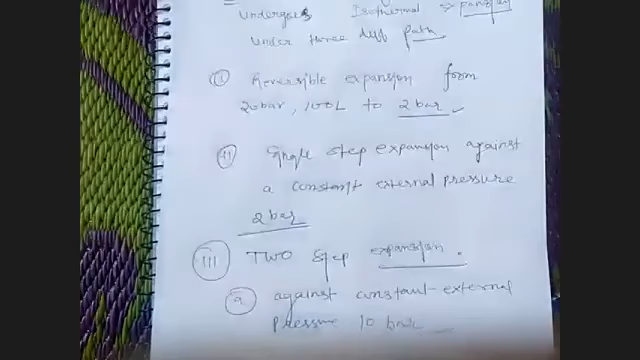 undergoes Isothermal expansion
under three diff path
(i) Reversible expansion from
20bar, 100L to 2 bar
(ii) Single step expansion against
a constant external pressure
2 bar
(iii) TWO step expansion.
(a) against constant external
pressure 10 bar